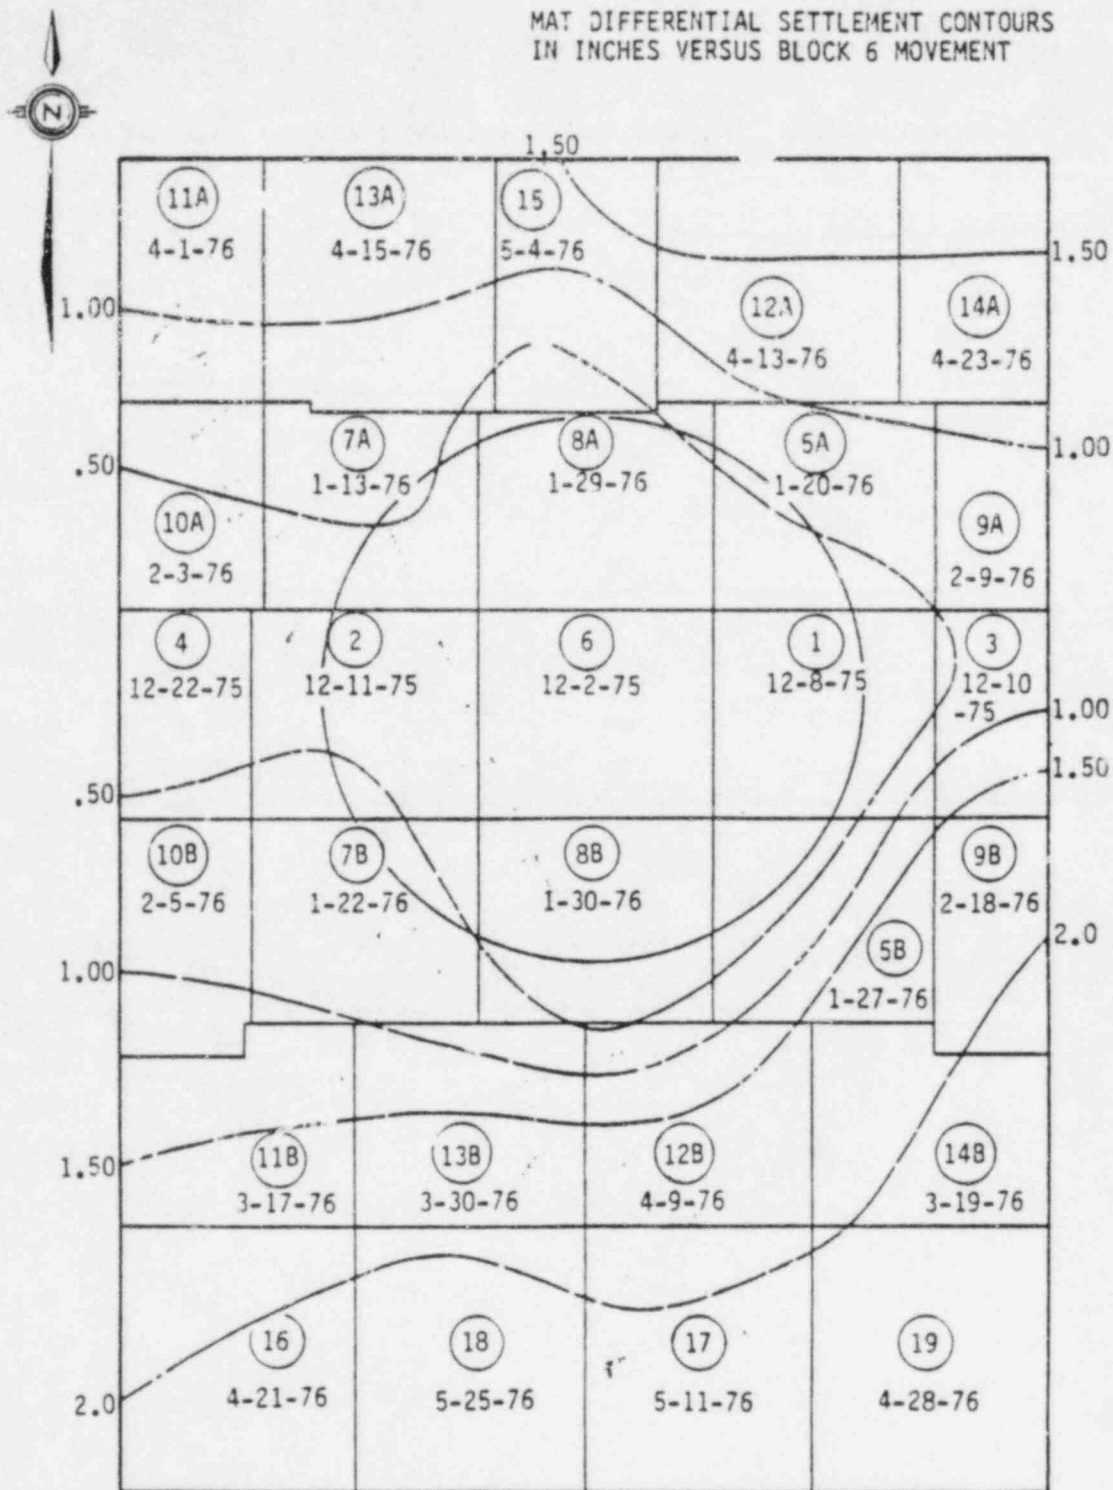 MAT DIFFERENTIAL SETTLEMENT CONTOURS
IN INCHES VERSUS BLOCK 6 MOVEMENT
N
1.50
11A
4-1-76
13A
4-15-76
15
5-4-76
1.50
12A
4-13-76
14A
4-23-76
1.00
7A
1-13-76
8A
1-29-76
5A
1-20-76
1.00
.50
10A
2-3-76
9A
2-9-76
4
12-22-75
2
12-11-75
6
12-2-75
1
12-8-75
3
12-10
-75
1.00
1.50
.50
10B
2-5-76
7B
1-22-76
8B
1-30-76
9B
2-18-76
2.0
5B
1-27-76
1.00
1.50
11B
3-17-76
13B
3-30-76
12B
4-9-76
14B
3-19-76
16
4-21-76
18
5-25-76
17
5-11-76
19
4-28-76
2.0